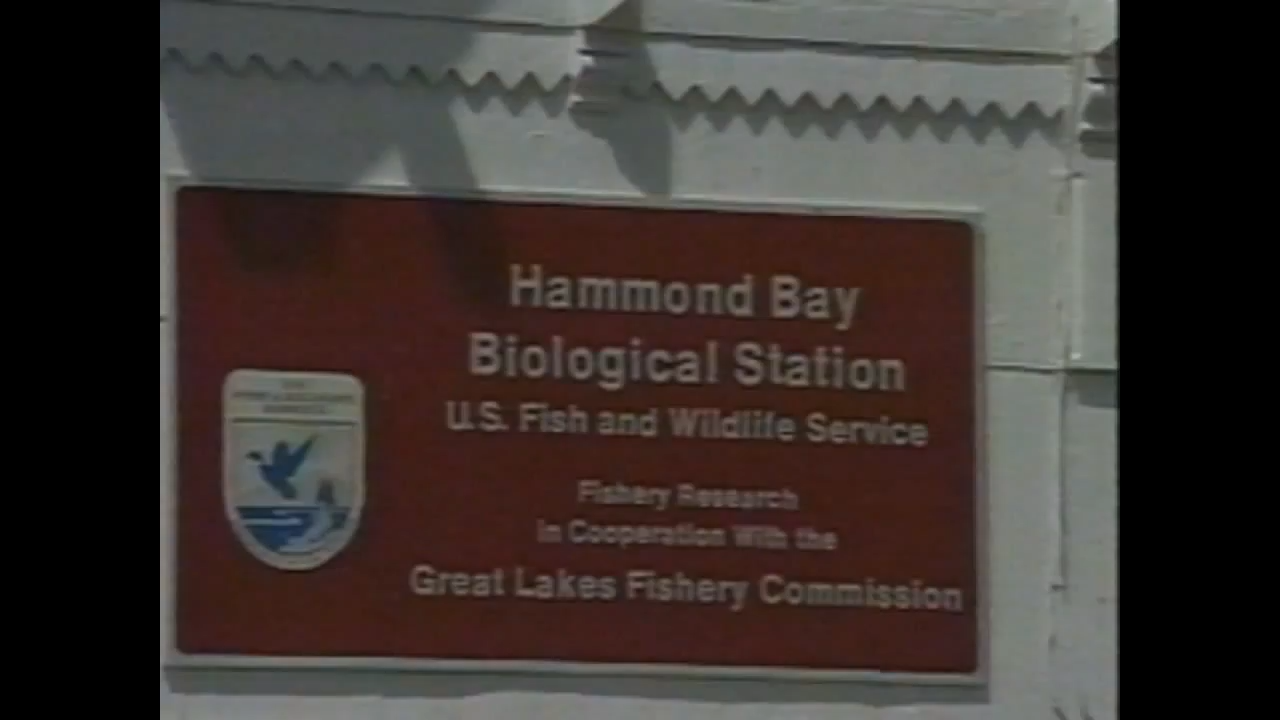 Hammond Bay
Biological Station
U.S. Fish and Wildlife Service
Fishery Research
In Cooperation With the
Great Lakes Fishery Commission